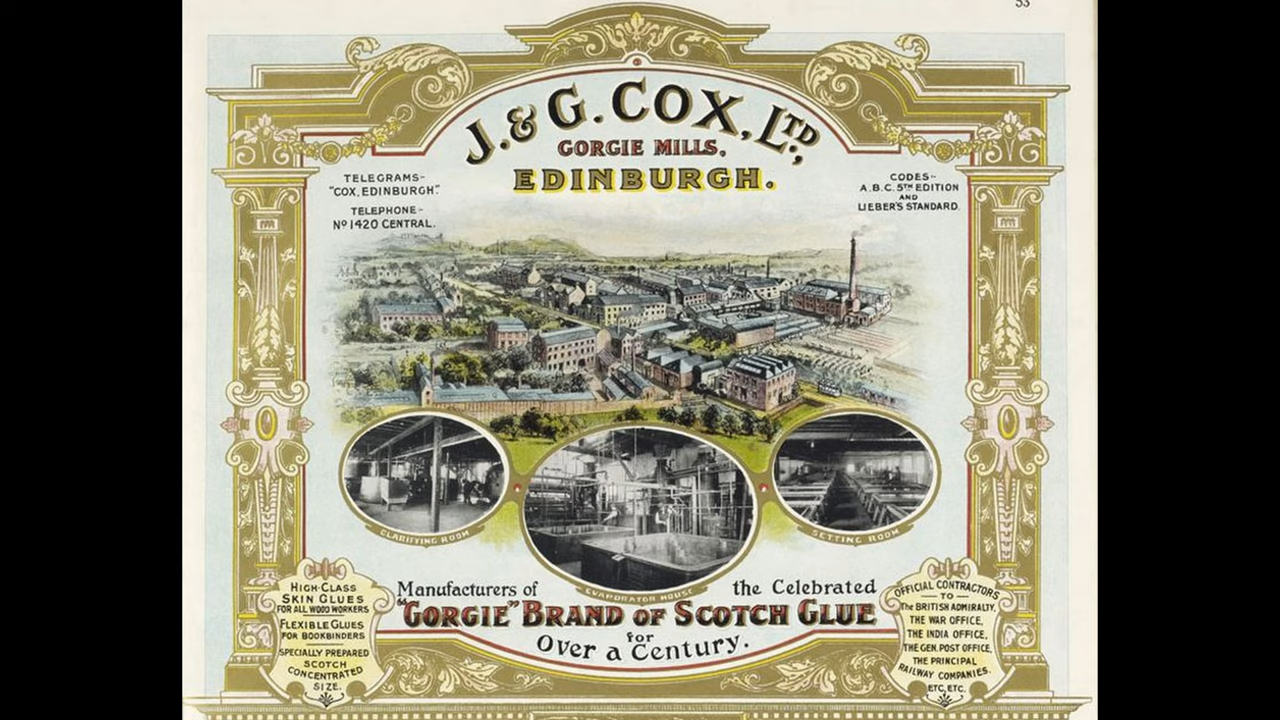 53
J. & G. COX, LTD.,
GORGIE MILLS,
EDINBURGH.
TELEGRAMS-
"COX, EDINBURGH."
TELEPHONE-
No 1420 CENTRAL.
CODES-
A.B.C. 5TH EDITION
AND
LIEBER'S STANDARD.
CLARIFYING ROOM
EVAPORATOR HOUSE
SETTING ROOM
Manufacturers of the Celebrated
"GORGIE" BRAND OF SCOTCH GLUE
for
Over a Century.
HIGH-CLASS
SKIN GLUES
FOR ALL WOOD WORKERS
FLEXIBLE GLUES
FOR BOOKBINDERS
SPECIALLY PREPARED
SCOTCH
CONCENTRATED
SIZE.
OFFICIAL CONTRACTORS
TO
The BRITISH ADMIRALTY,
THE WAR OFFICE,
THE INDIA OFFICE,
THE GEN. POST OFFICE,
THE PRINCIPAL
RAILWAY COMPANIES.
ETC, ETC.